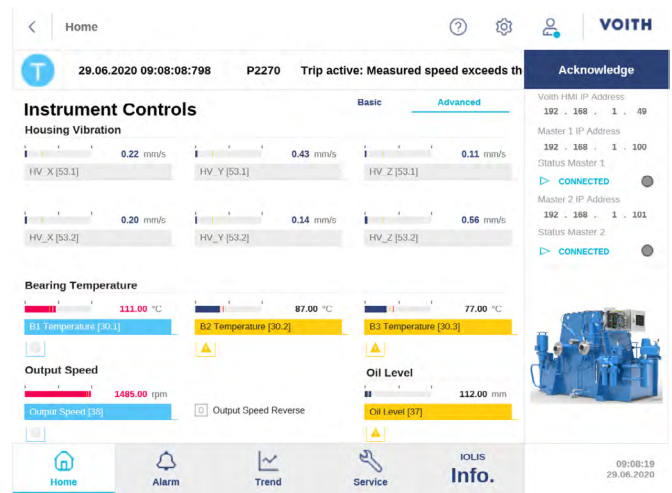 Home
VOITH
T 29.06.2020 09:08:08:798 P2270 Trip active: Measured speed exceeds th
Acknowledge
Instrument Controls
Basic Advanced
Housing Vibration
0.22 mm/s 0.43 mm/s 0.11 mm/s
HV_X [53.1] HV_Y [53.1] HV_Z [53.1]
0.20 mm/s 0.14 mm/s 0.56 mm/s
HV_X [53.2] HV_Y [53.2] HV_Z [53.2]
Bearing Temperature
111.00 °C 87.00 °C 77.00 °C
B1 Temperature [30.1] B2 Temperature [30.2] B3 Temperature [30.3]
Output Speed
Oil Level
1485.00 rpm 112.00 mm
Output Speed [38] 0 Output Speed Reverse Oil Level [37]
Voith HMI IP Address
192 . 168 . 1 . 49
Master 1 IP Address
192 . 168 . 1 . 100
Status Master 1
CONNECTED
Master 2 IP Address
192 . 168 . 1 . 101
Status Master 2
CONNECTED
Home Alarm Trend Service
IOLIS
Info.
09:08:19
29.06.2020